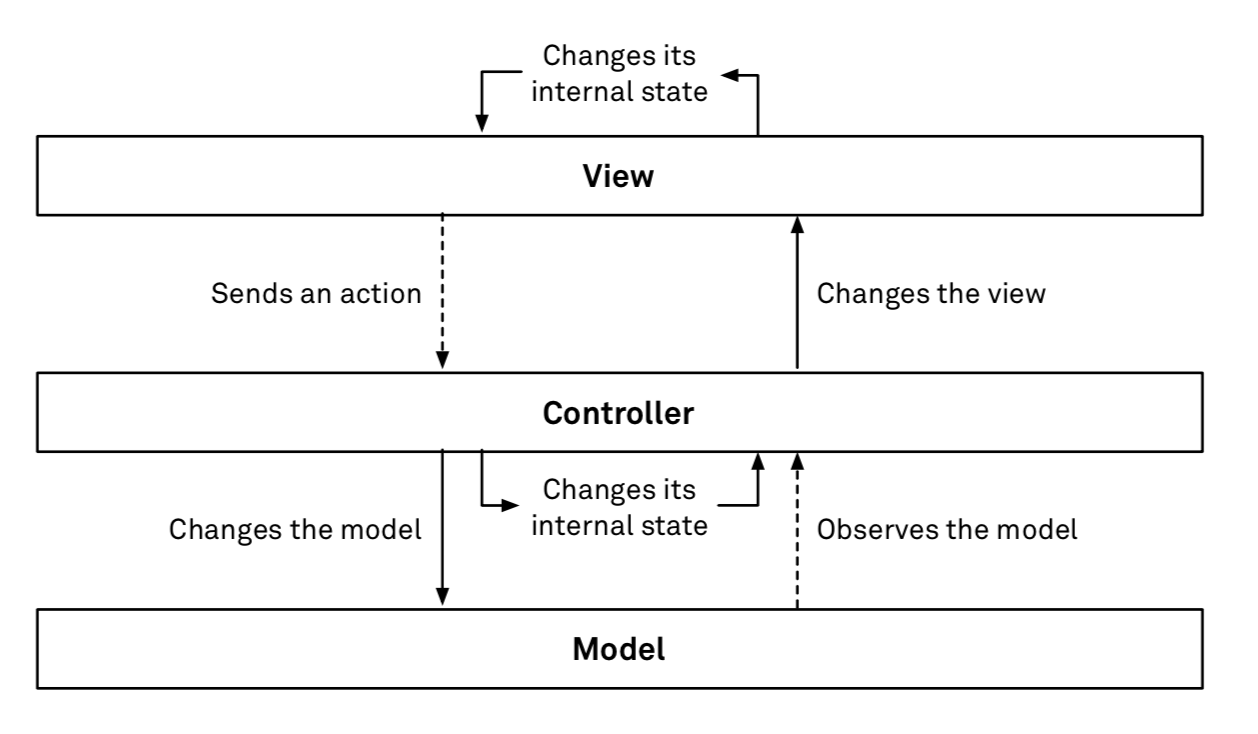 Changes its
internal state
View
Sends an action
Changes the view
Controller
Changes its
internal state
Changes the model
Observes the model
Model